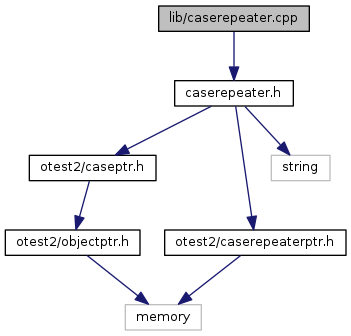 lib/caserepeater.cpp
caserepeater.h
otest2/caseptr.h
string
otest2/objectptr.h
otest2/caserepeaterptr.h
memory